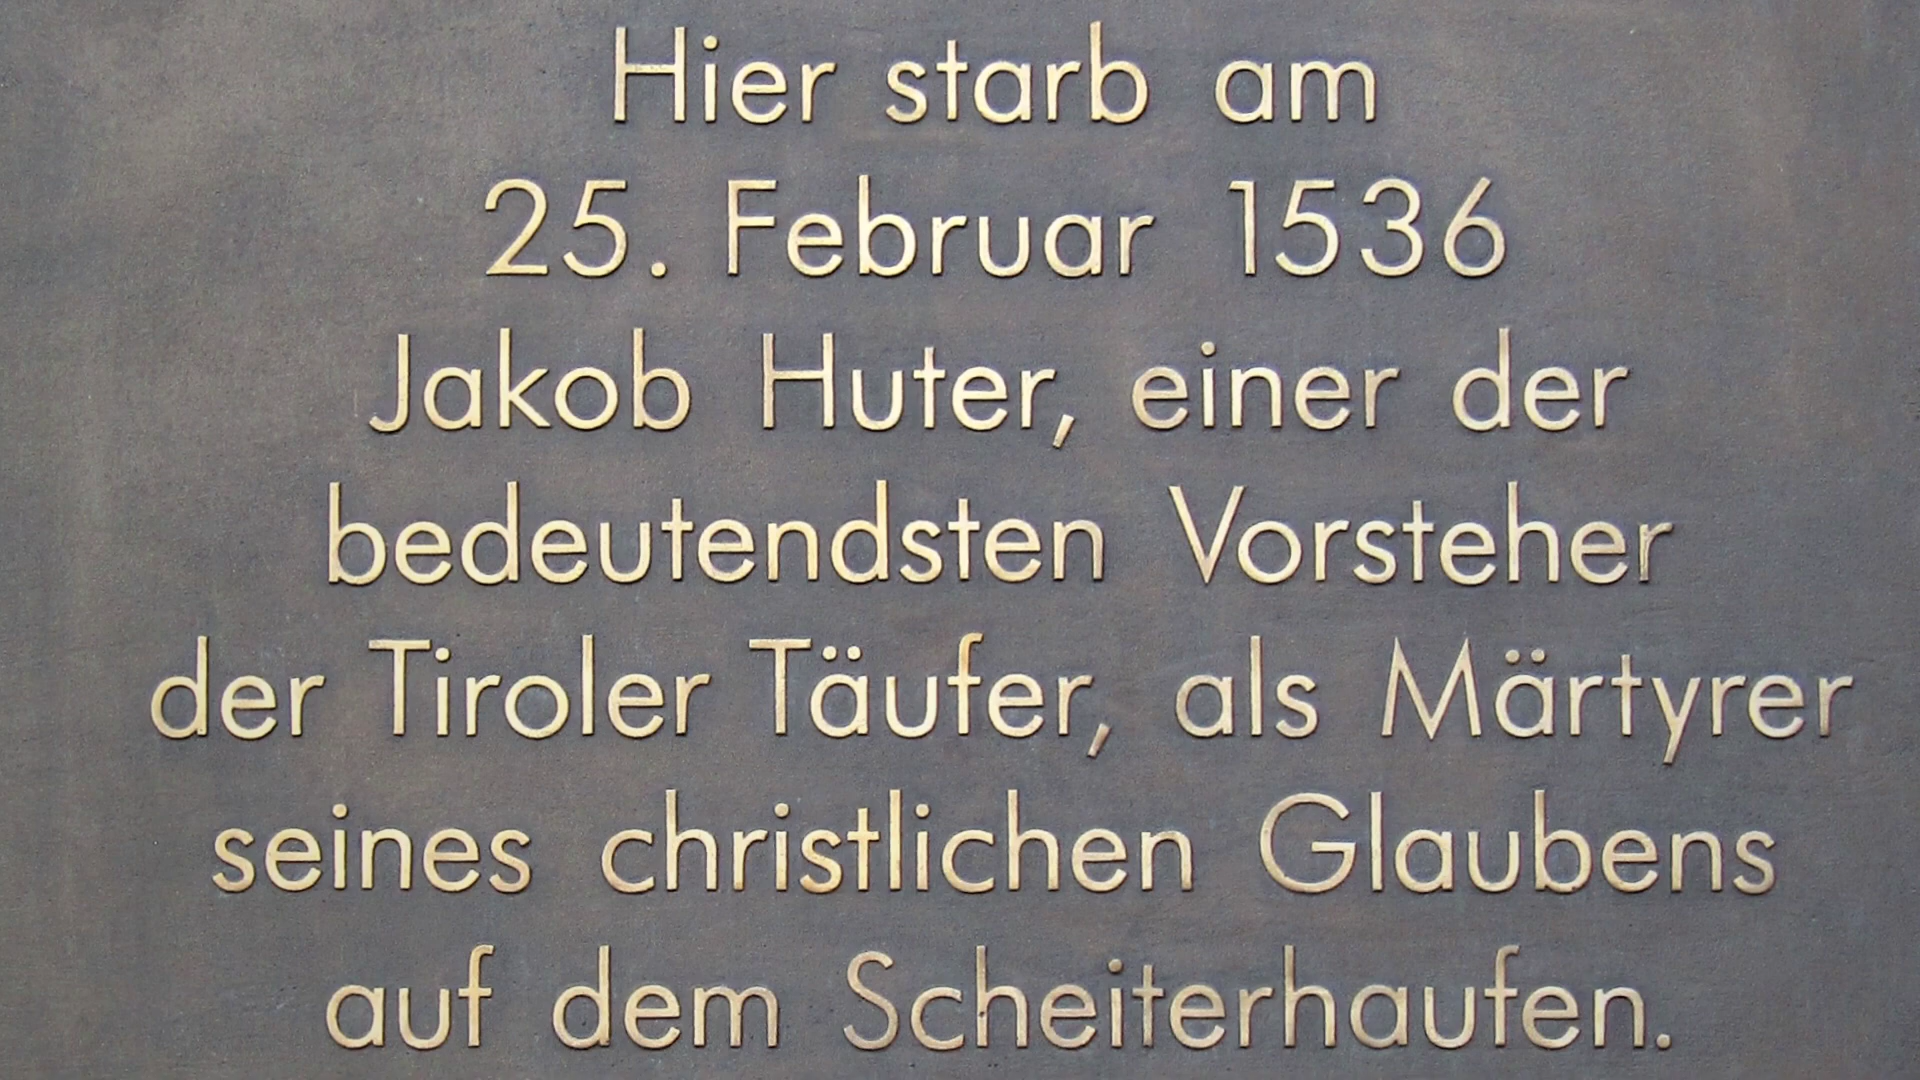 Hier starb am
25. Februar 1536
Jakob Huter, einer der
bedeutendsten Vorsteher
der Tiroler Täufer, als Märtyrer
seines christlichen Glaubens
auf dem Scheiterhaufen.